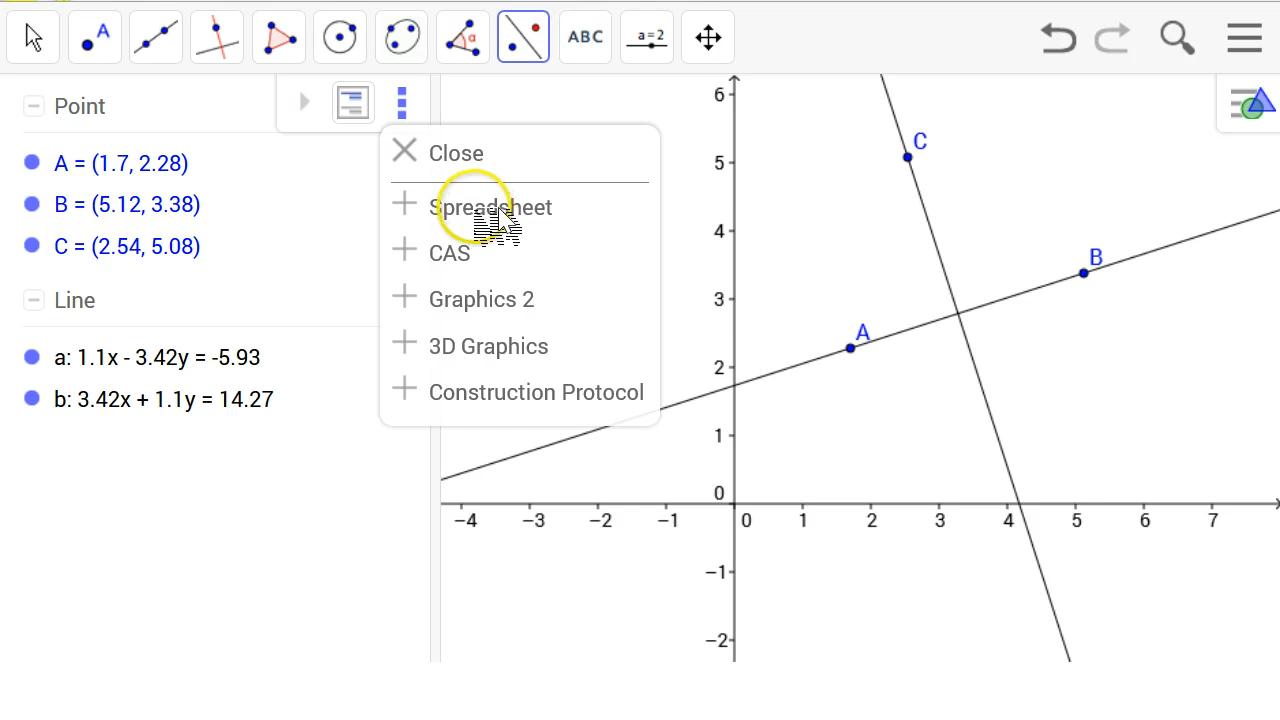 A
α
ABC
a=2
Point
A = (1.7, 2.28)
B = (5.12, 3.38)
C = (2.54, 5.08)
Line
a: 1.1x - 3.42y = -5.93
b: 3.42x + 1.1y = 14.27
Close
Spreadsheet
CAS
Graphics 2
3D Graphics
Construction Protocol
6
5
4
3
2
1
0
−1
−2
−4 −3 −2 −1 0 1 2 3 4 5 6 7
C
B
A